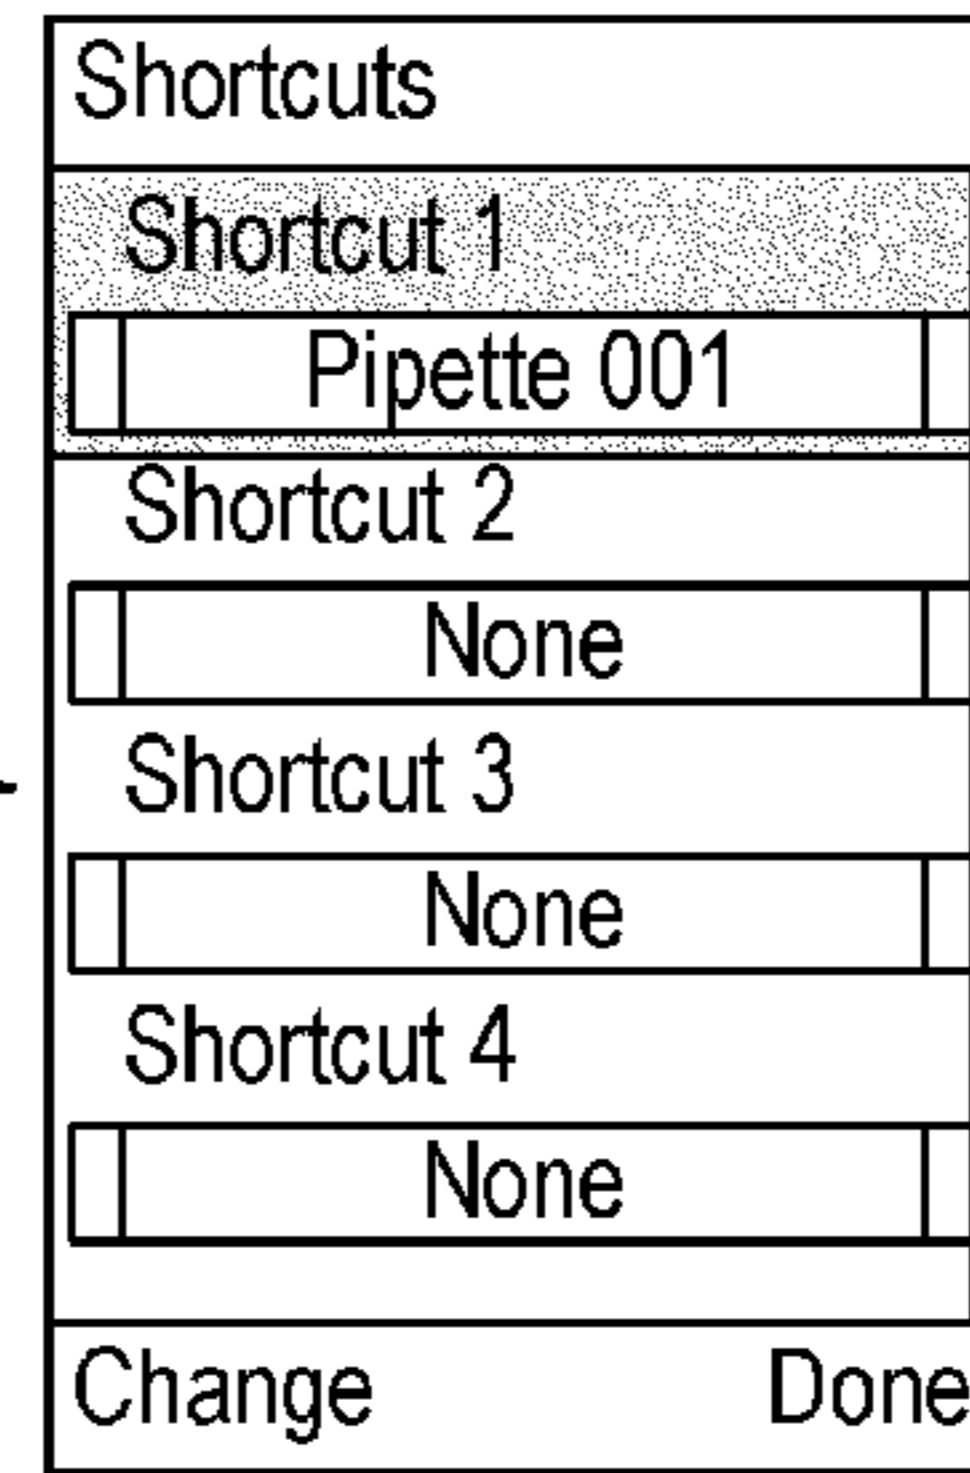 Shortcuts
Shortcut 1
Pipette 001
Shortcut 2
None
Shortcut 3
None
Shortcut 4
None
Change Done